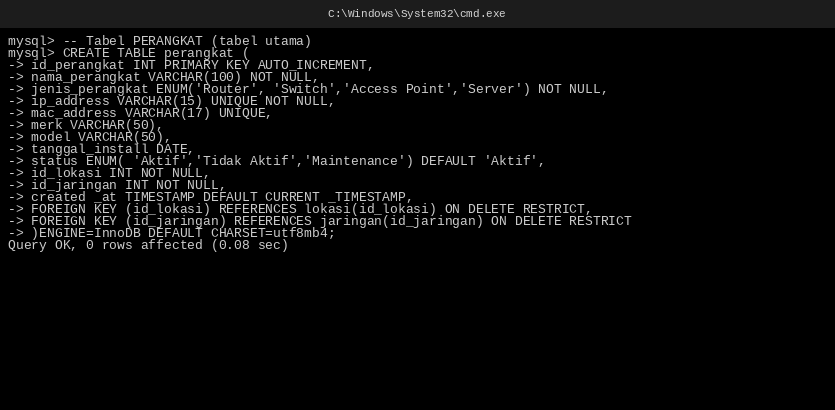 C:\Windows\System32\cmd.exe
mysql> -- Tabel PERANGKAT (tabel utama)
mysql> CREATE TABLE perangkat (
-> id_perangkat INT PRIMARY KEY AUTO_INCREMENT,
-> nama_perangkat VARCHAR(100) NOT NULL,
-> jenis_perangkat ENUM('Router', 'Switch','Access Point','Server') NOT NULL,
-> ip_address VARCHAR(15) UNIQUE NOT NULL,
-> mac_address VARCHAR(17) UNIQUE,
-> merk VARCHAR(50),
-> model VARCHAR(50),
-> tanggal_install DATE,
-> status ENUM( 'Aktif','Tidak Aktif','Maintenance') DEFAULT 'Aktif',
-> id_lokasi INT NOT NULL,
-> id_jaringan INT NOT NULL,
-> created _at TIMESTAMP DEFAULT CURRENT _TIMESTAMP,
-> FOREIGN KEY (id_lokasi) REFERENCES lokasi(id_lokasi) ON DELETE RESTRICT,
-> FOREIGN KEY (id_jaringan) REFERENCES jaringan(id_jaringan) ON DELETE RESTRICT
-> )ENGINE=InnoDB DEFAULT CHARSET=utf8mb4;
Query OK, 0 rows affected (0.08 sec)